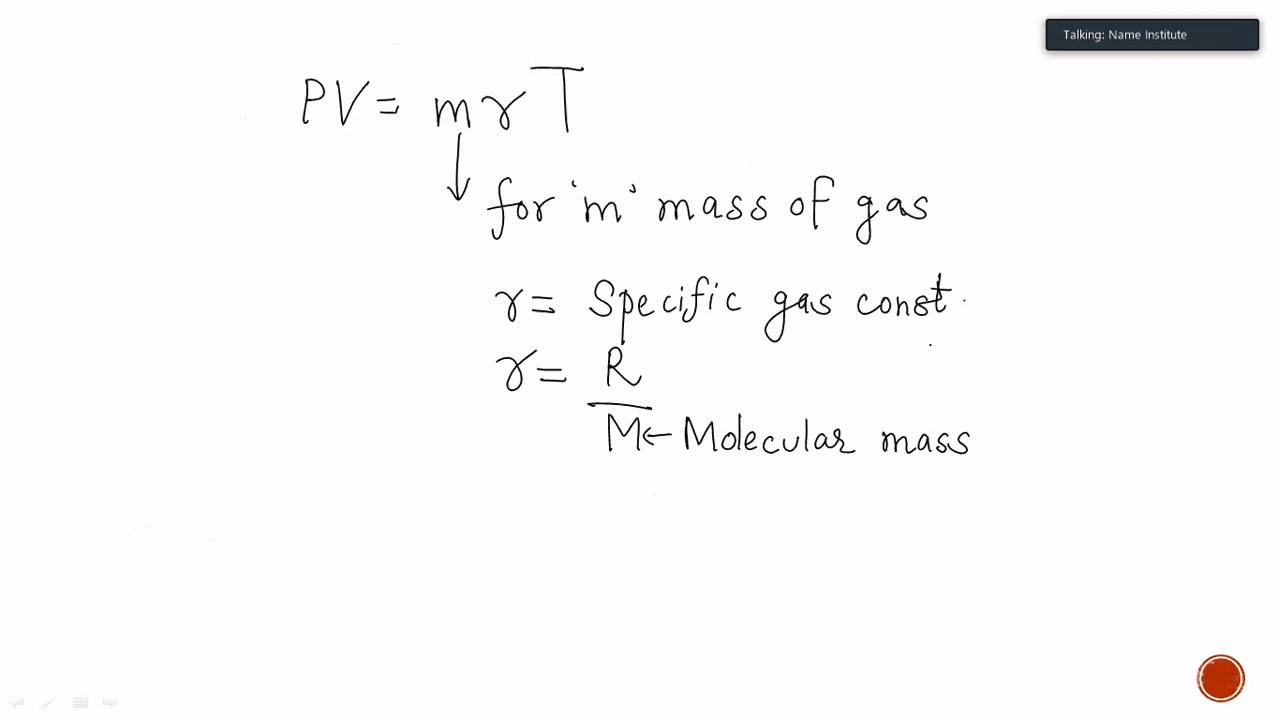 Talking: Name Institute
PV = mrT
for 'm' mass of gas
r = Specific gas const.
r = R
M ← Molecular mass